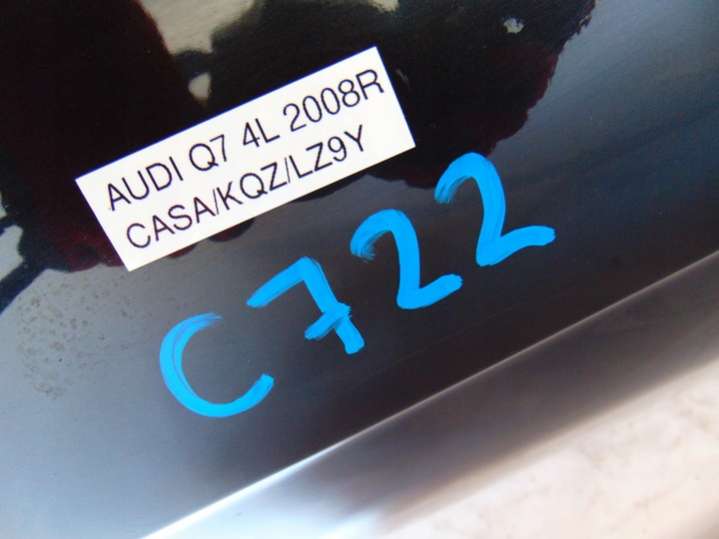 AUDI Q7 4L 2008R
CASA/KQZ/LZ9Y
C722